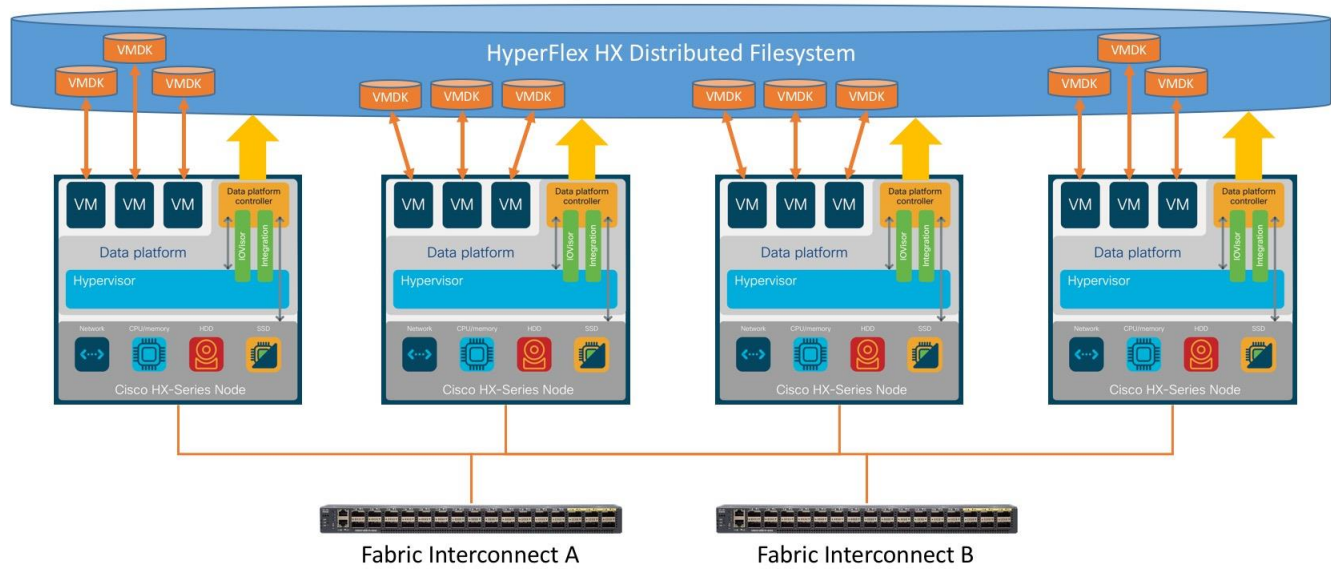 VMDK
VMDK
HyperFlex HX Distributed Filesystem
VMDK
VMDK
VMDK
VMDK
VMDK
VMDK
VMDK
VMDK
VMDK
VMDK
VM
VM
VM
Data platform
controller
IOVisor
Integration
Data platform
Hypervisor
Network
CPU/memory
HDD
SSD
Cisco HX-Series Node
VM
VM
VM
Data platform
controller
IOVisor
Integration
Data platform
Hypervisor
Network
CPU/memory
HDD
SSD
Cisco HX-Series Node
VM
VM
VM
Data platform
controller
IOVisor
Integration
Data platform
Hypervisor
Network
CPU/memory
HDD
SSD
Cisco HX-Series Node
VM
VM
VM
Data platform
controller
IOVisor
Integration
Data platform
Hypervisor
Network
CPU/memory
HDD
SSD
Cisco HX-Series Node
Fabric Interconnect A
Fabric Interconnect B